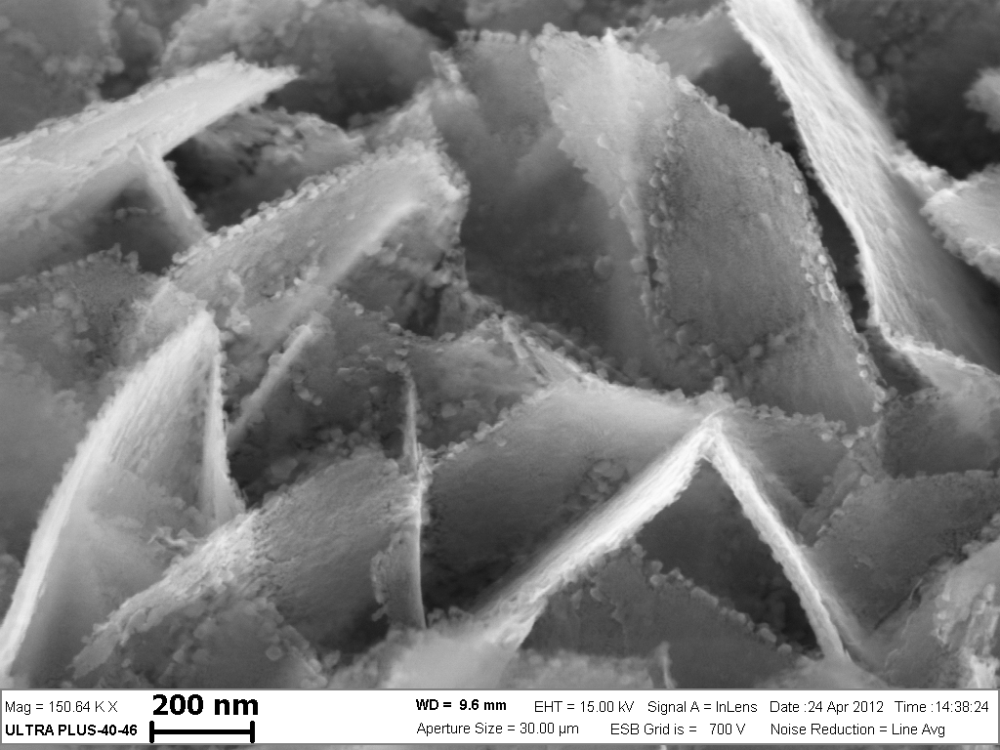 Mag = 150.64 K X 200 nm WD = 9.6 mm EHT = 15.00 kV Signal A = InLens Date :24 Apr 2012 Time :14:38:24
ULTRA PLUS-40-46 Aperture Size = 30.00 µm ESB Grid is = 700 V Noise Reduction = Line Avg